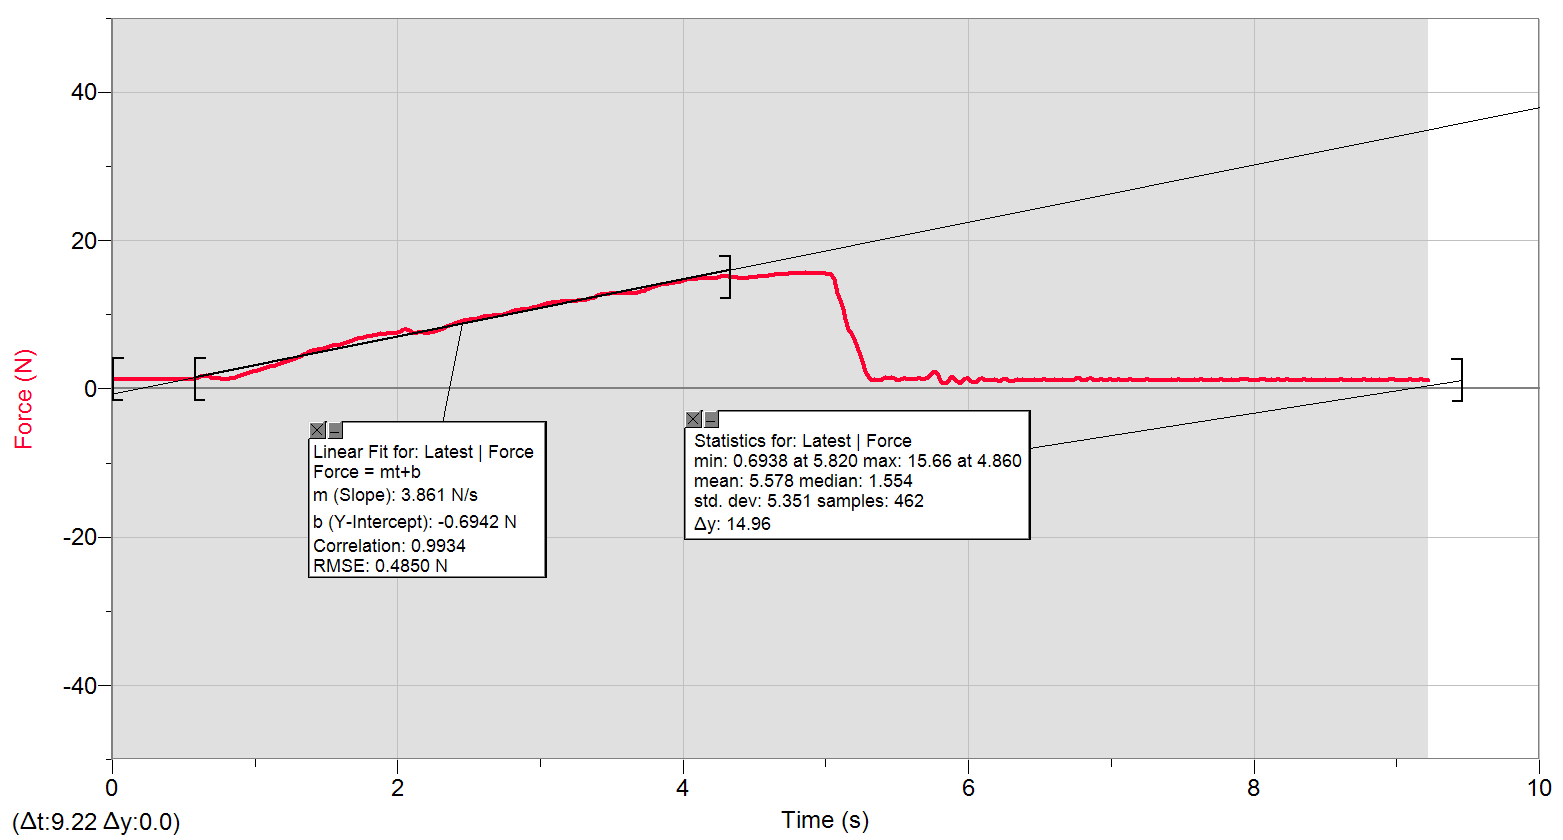 40
20
0
-20
-40
Force (N)
Linear Fit for: Latest | Force
Force = mt+b
m (Slope): 3.861 N/s
b (Y-Intercept): -0.6942 N
Correlation: 0.9934
RMSE: 0.4850 N
Statistics for: Latest | Force
min: 0.6938 at 5.820 max: 15.66 at 4.860
mean: 5.578 median: 1.554
std. dev: 5.351 samples: 462
Δy: 14.96
0 2 4 6 8 10
(Δt:9.22 Δy:0.0)
Time (s)